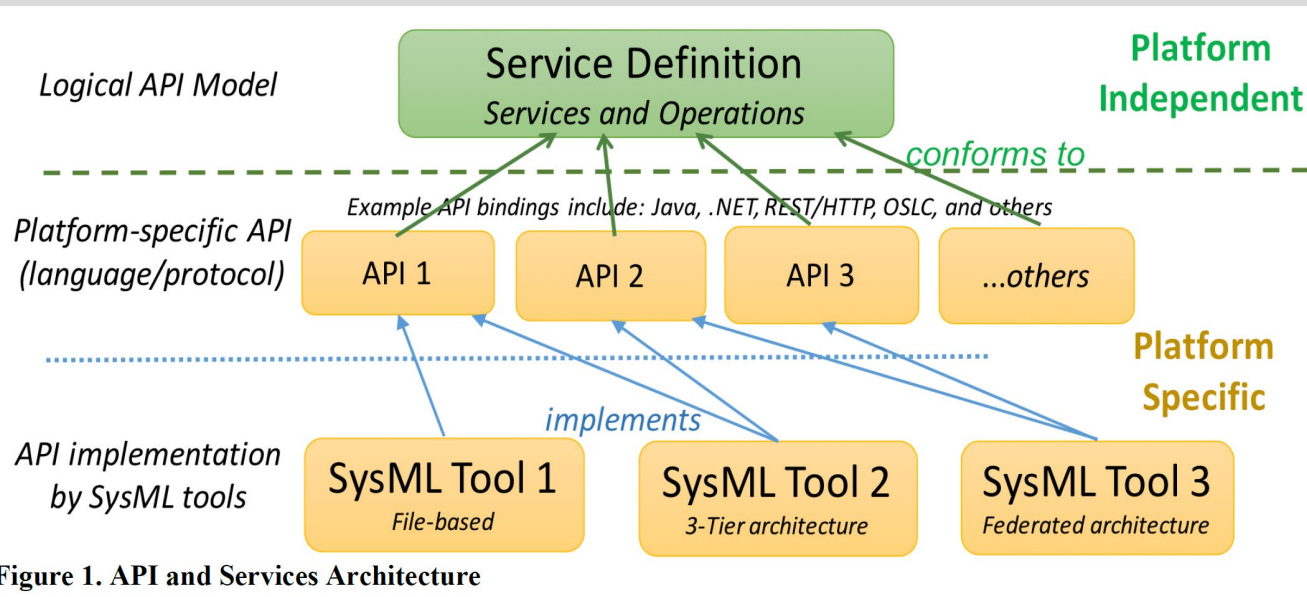 Logical API Model
Service Definition
Services and Operations
Platform
Independent
conforms to
Example API bindings include: Java, .NET, REST/HTTP, OSLC, and others
Platform-specific API
(language/protocol)
API 1
API 2
API 3
...others
Platform
Specific
implements
API implementation
by SysML tools
SysML Tool 1
File-based
SysML Tool 2
3-Tier architecture
SysML Tool 3
Federated architecture
Figure 1. API and Services Architecture